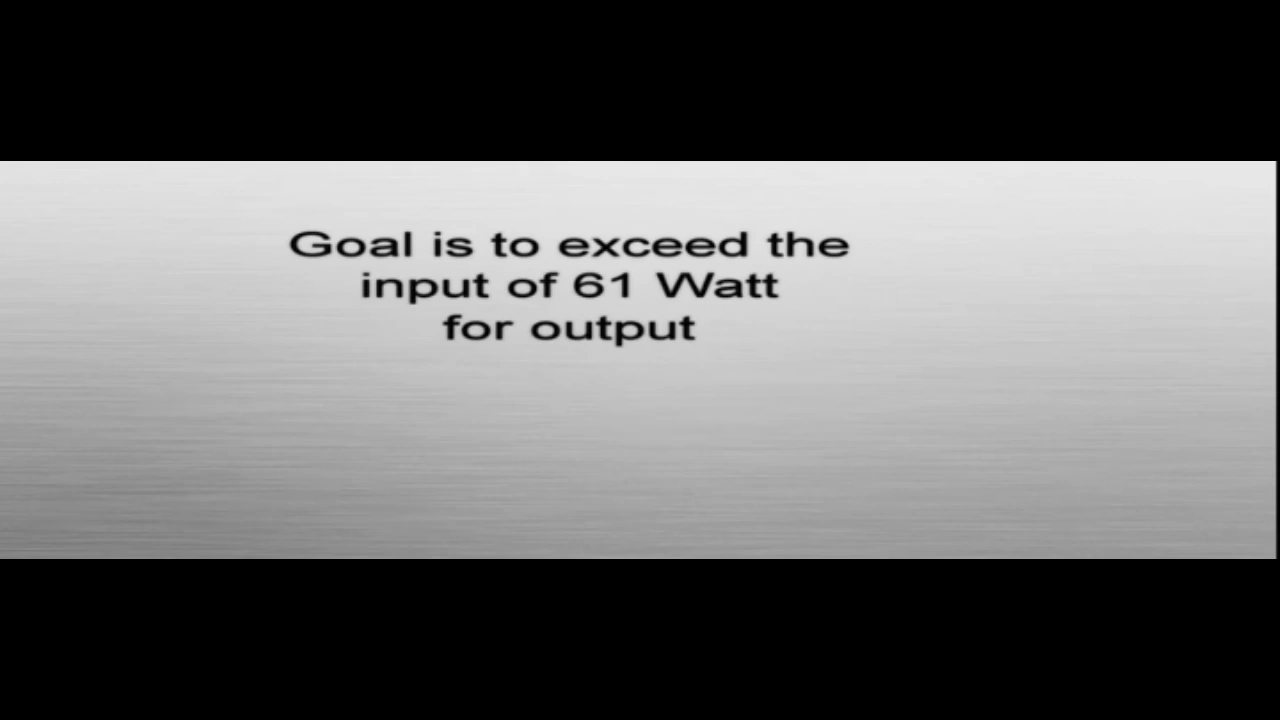 Goal is to exceed the
input of 61 Watt
for output